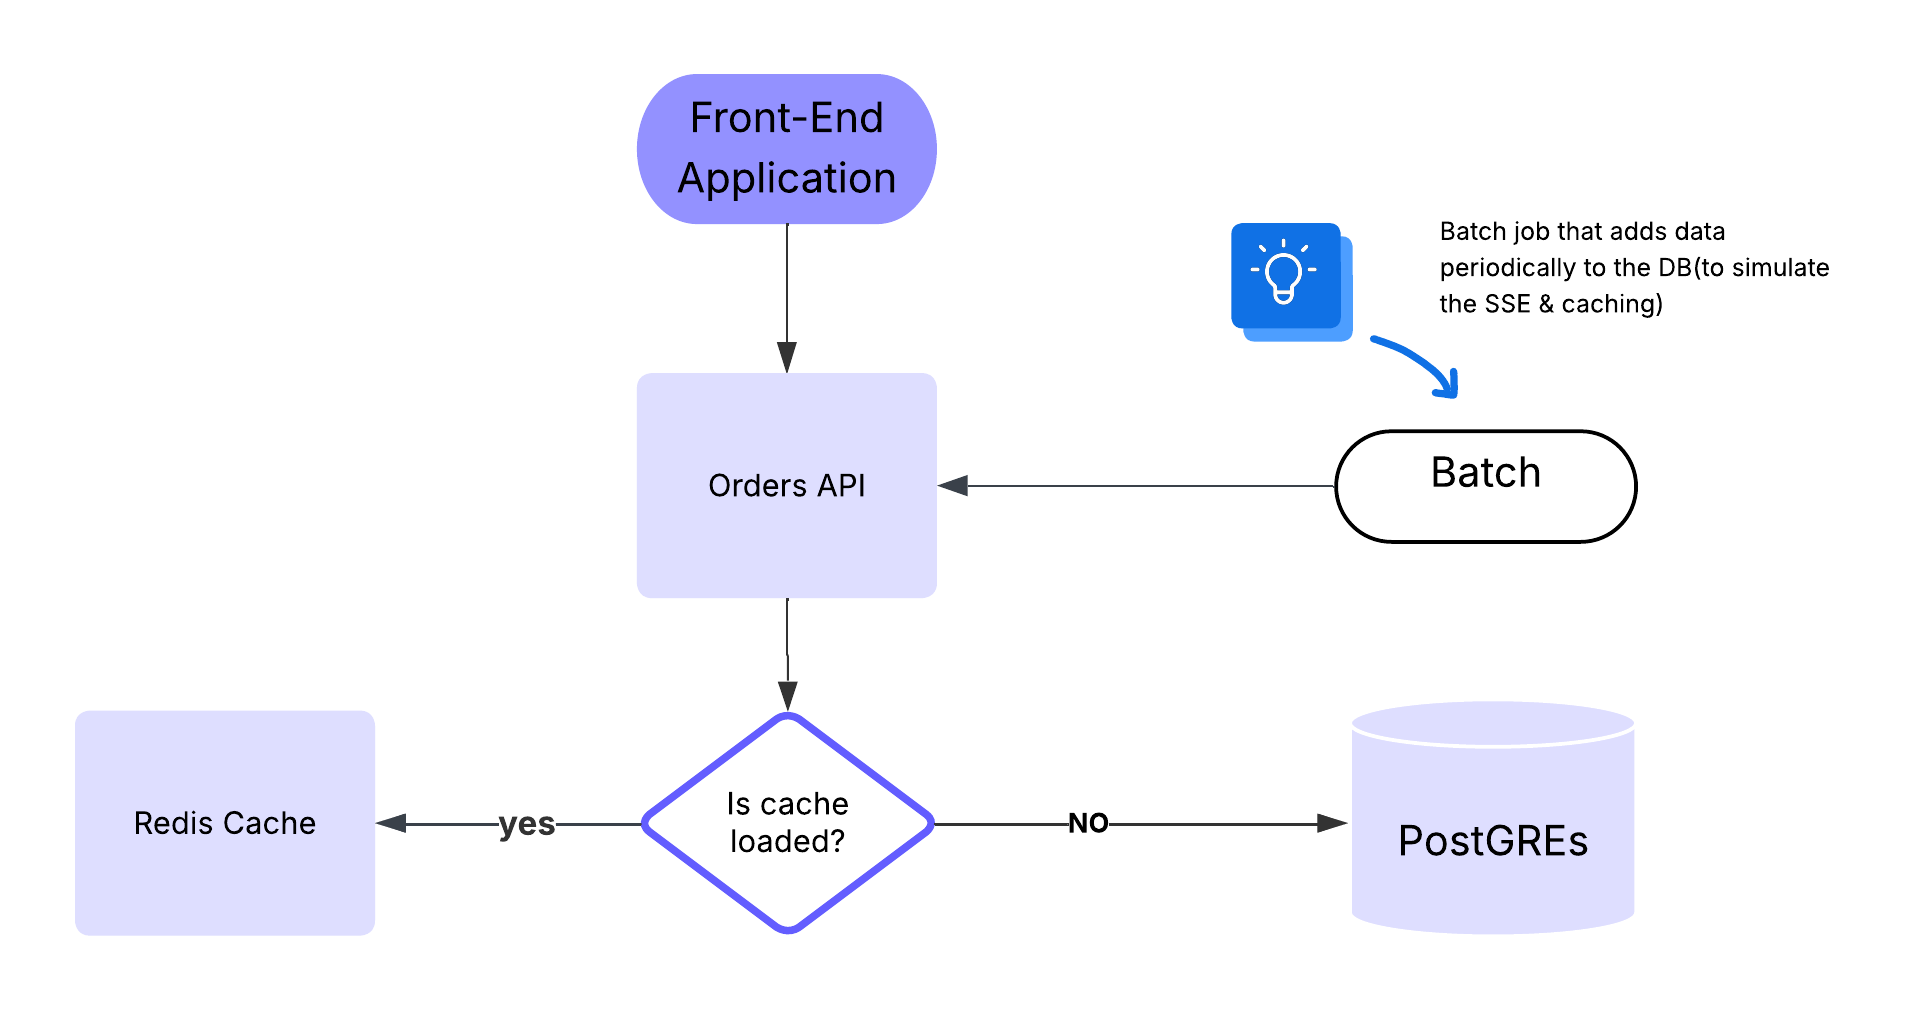 Front-End
Application
Batch job that adds data
periodically to the DB(to simulate
the SSE & caching)
Orders API
Batch
Is cache
loaded?
Redis Cache
yes
NO
PostGREs